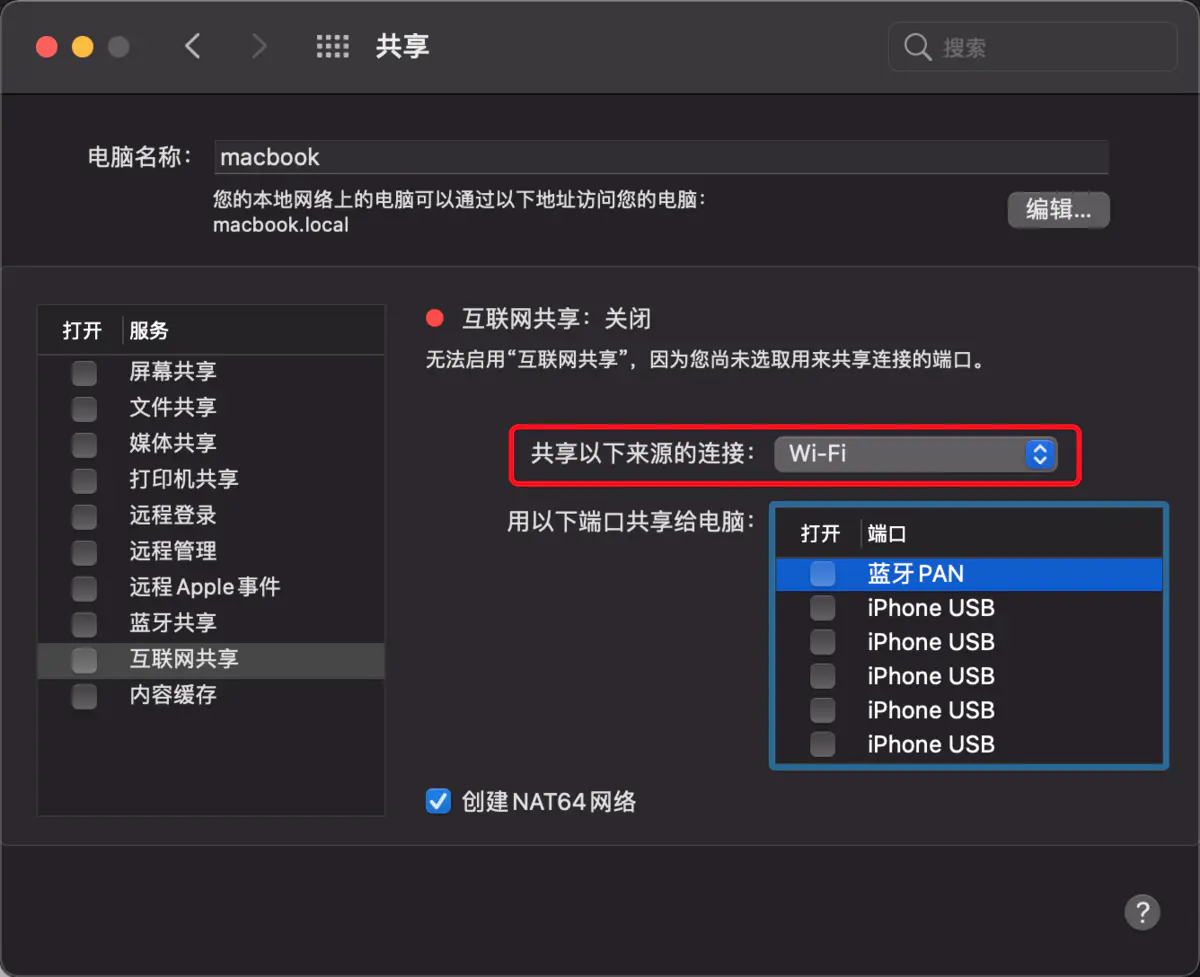 共享
搜索
电脑名称：
macbook
您的本地网络上的电脑可以通过以下地址访问您的电脑：
macbook.local
编辑...
打开 服务
屏幕共享
文件共享
媒体共享
打印机共享
远程登录
远程管理
远程Apple事件
蓝牙共享
互联网共享
内容缓存
互联网共享：关闭
无法启用“互联网共享”，因为您尚未选取用来共享连接的端口。
共享以下来源的连接： Wi-Fi
用以下端口共享给电脑：
打开 端口
蓝牙 PAN
iPhone USB
iPhone USB
iPhone USB
iPhone USB
iPhone USB
创建NAT64网络
?